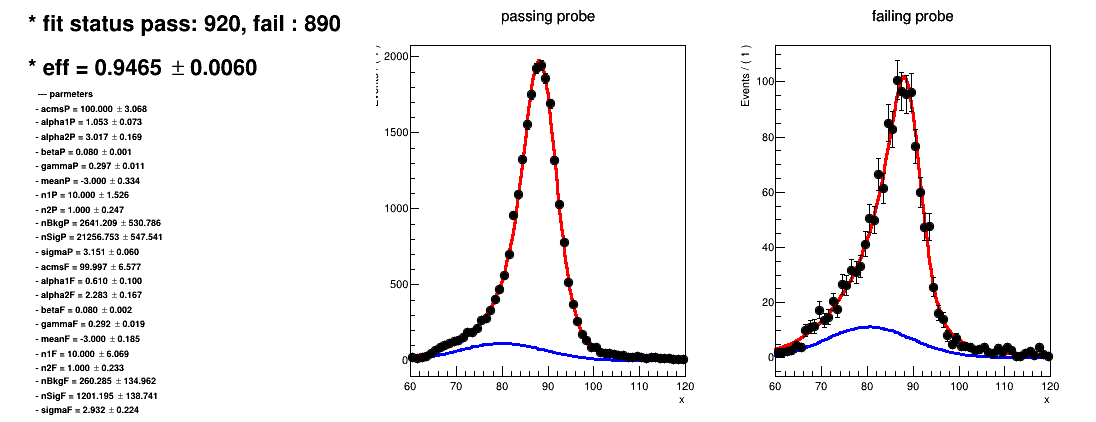 * fit status pass: 920, fail : 890
* eff = 0.9465 ± 0.0060
--- parmeters
- acmsP = 100.000 ± 3.068
- alpha1P = 1.053 ± 0.073
- alpha2P = 3.017 ± 0.169
- betaP = 0.080 ± 0.001
- gammaP = 0.297 ± 0.011
- meanP = -3.000 ± 0.334
- n1P = 10.000 ± 1.526
- n2P = 1.000 ± 0.247
- nBkgP = 2641.209 ± 530.786
- nSigP = 21256.753 ± 547.541
- sigmaP = 3.151 ± 0.060
- acmsF = 99.997 ± 6.577
- alpha1F = 0.610 ± 0.100
- alpha2F = 2.283 ± 0.167
- betaF = 0.080 ± 0.002
- gammaF = 0.292 ± 0.019
- meanF = -3.000 ± 0.185
- n1F = 10.000 ± 6.069
- n2F = 1.000 ± 0.233
- nBkgF = 260.285 ± 134.962
- nSigF = 1201.195 ± 138.741
- sigmaF = 2.932 ± 0.224
passing probe
2000
1500
1000
500
0
60 70 80 90 100 110 120
x
failing probe
Events / ( 1 )
100
80
60
40
20
0
60 70 80 90 100 110 120
x